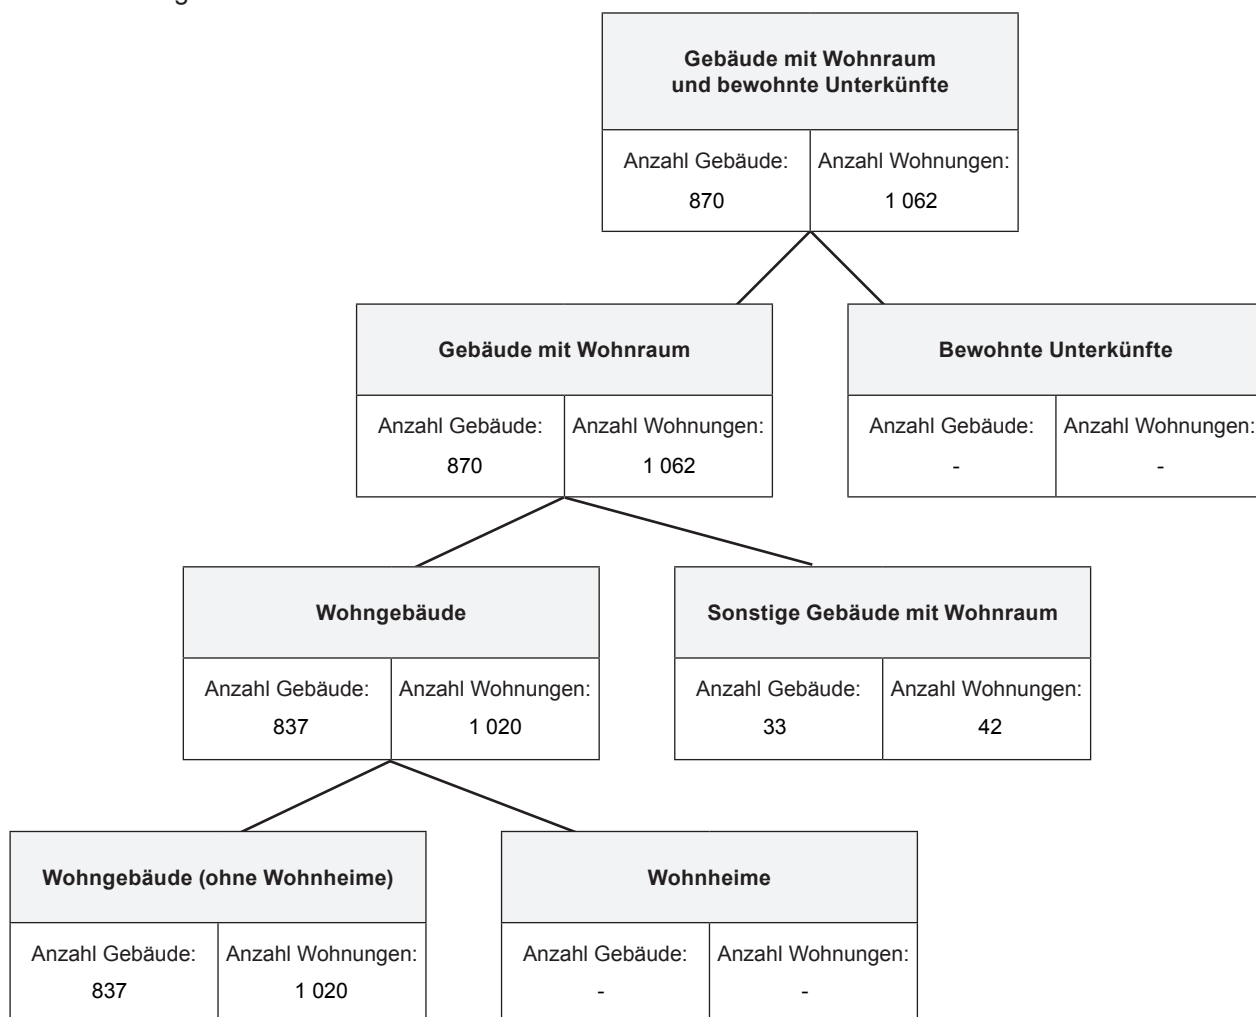 Gebäude mit Wohnraum
und bewohnte Unterkünfte
Anzahl Gebäude: Anzahl Wohnungen:
870 1 062
Gebäude mit Wohnraum Bewohnte Unterkünfte
Anzahl Gebäude: Anzahl Wohnungen: Anzahl Gebäude: Anzahl Wohnungen:
870 1 062 - -
Wohngebäude Sonstige Gebäude mit Wohnraum
Anzahl Gebäude: Anzahl Wohnungen: Anzahl Gebäude: Anzahl Wohnungen:
837 1 020 33 42
Wohngebäude (ohne Wohnheime) Wohnheime
Anzahl Gebäude: Anzahl Wohnungen: Anzahl Gebäude: Anzahl Wohnungen:
837 1 020 - -